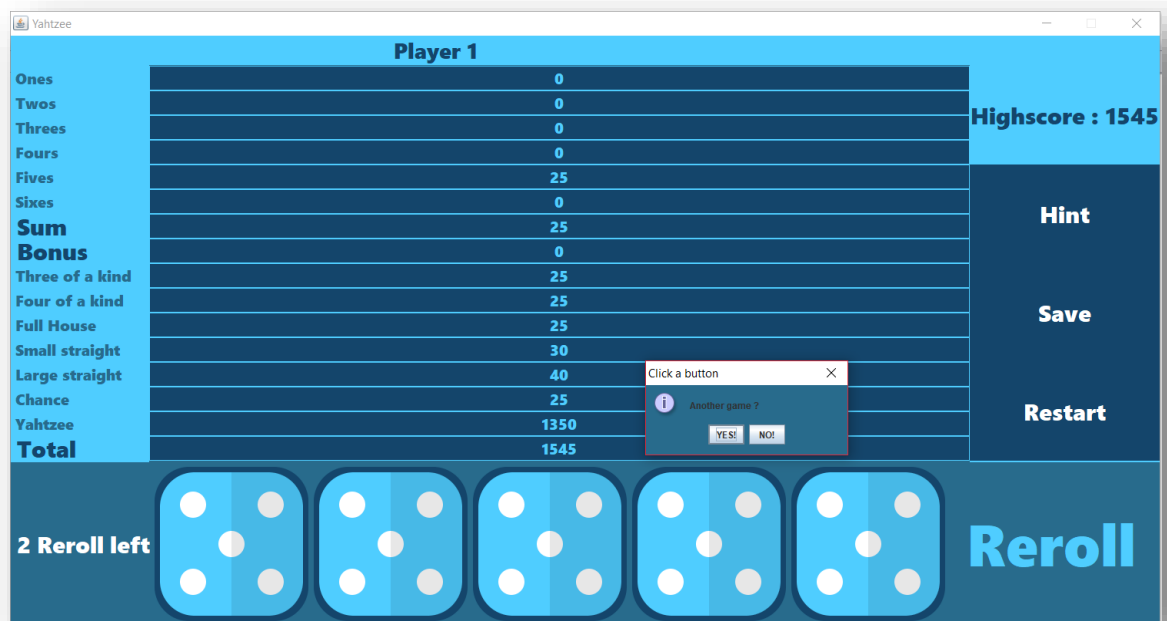 Yahtzee
Player 1
Ones 0
Twos 0
Threes 0
Fours 0
Fives 25
Sixes 0
Sum 25
Bonus 0
Three of a kind 25
Four of a kind 25
Full House 25
Small straight 30
Large straight 40
Chance 25
Yahtzee 1350
Total 1545
Highscore : 1545
Hint
Save
Restart
Click a button
Another game ?
YES! NO!
2 Reroll left
Reroll